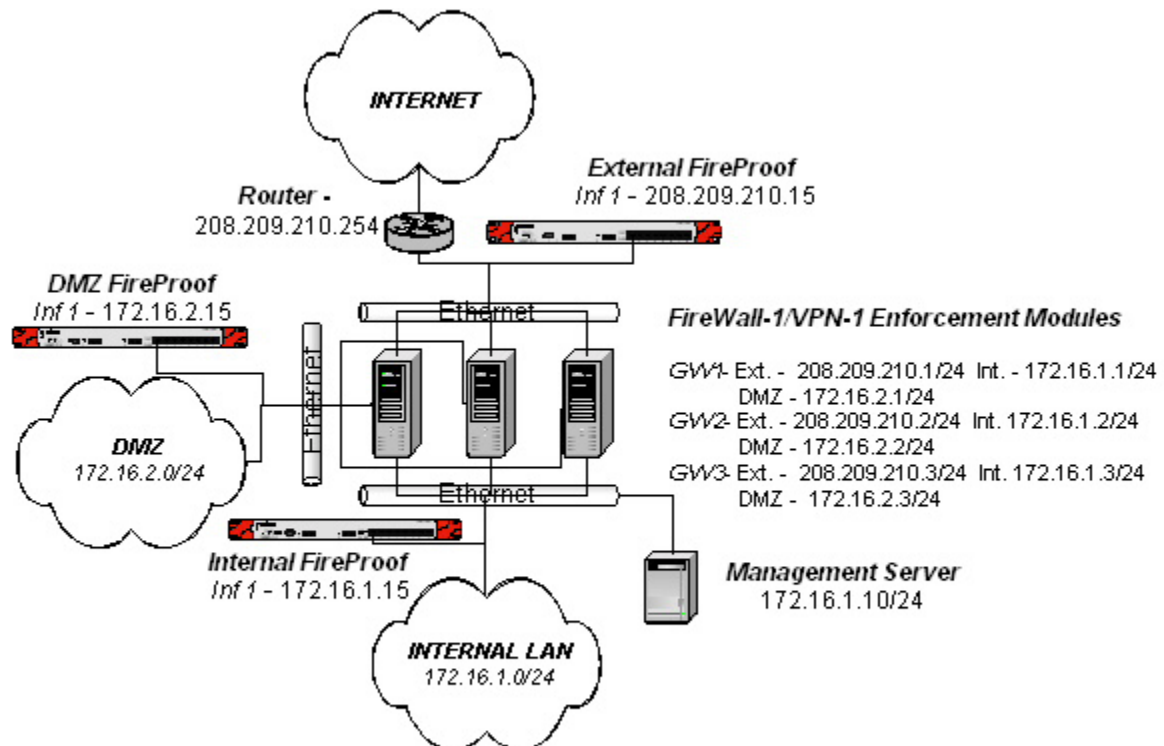 INTERNET
External FireProof
Inf 1 - 208.209.210.15
Router -
208.209.210.254
DMZ FireProof
Inf 1 - 172.16.2.15
Ethernet
Ethernet
FireWall-1/VPN-1 Enforcement Modules
GW1- Ext. - 208.209.210.1/24 Int. - 172.16.1.1/24
DMZ - 172.16.2.1/24
GW2- Ext. - 208.209.210.2/24 Int. 172.16.1.2/24
DMZ - 172.16.2.2/24
GW3- Ext. - 208.209.210.3/24 Int. 172.16.1.3/24
DMZ - 172.16.2.3/24
DMZ
172.16.2.0/24
Ethernet
Internal FireProof
Inf 1 - 172.16.1.15
Management Server
172.16.1.10/24
INTERNAL LAN
172.16.1.0/24